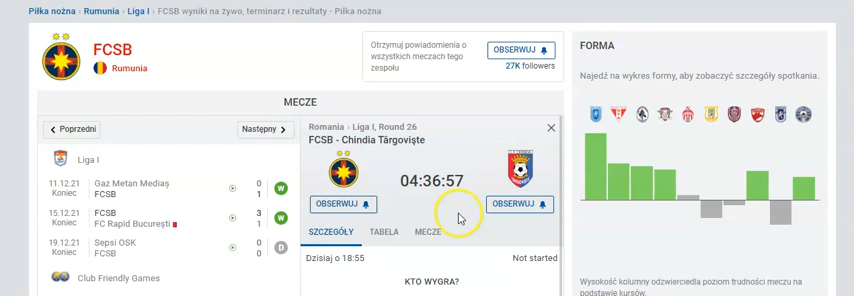 Piłka nożna › Rumunia › Liga I › FCSB wyniki na żywo, terminarz i rezultaty - Piłka nożna
FCSB
Rumunia
Otrzymuj powiadomienia o
wszystkich meczach tego
zespołu
OBSERWUJ
27K followers
MECZE
Poprzedni
Następny
Liga I
11.12.21 Gaz Metan Mediaș 0
Koniec FCSB 1
W
15.12.21 FCSB 3
Koniec FC Rapid București 1
W
19.12.21 Sepsi OSK 0
Koniec FCSB 0
D
Club Friendly Games
Romania › Liga I, Round 26
FCSB - Chindia Târgoviște
04:36:57
OBSERWUJ
OBSERWUJ
SZCZEGÓŁY TABELA MECZE
Dzisiaj o 18:55 Not started
KTO WYGRA?
FORMA
Najedź na wykres formy, aby zobaczyć szczegóły spotkania.
Wysokość kolumny odzwierciedla poziom trudności meczu na
podstawie kursów.